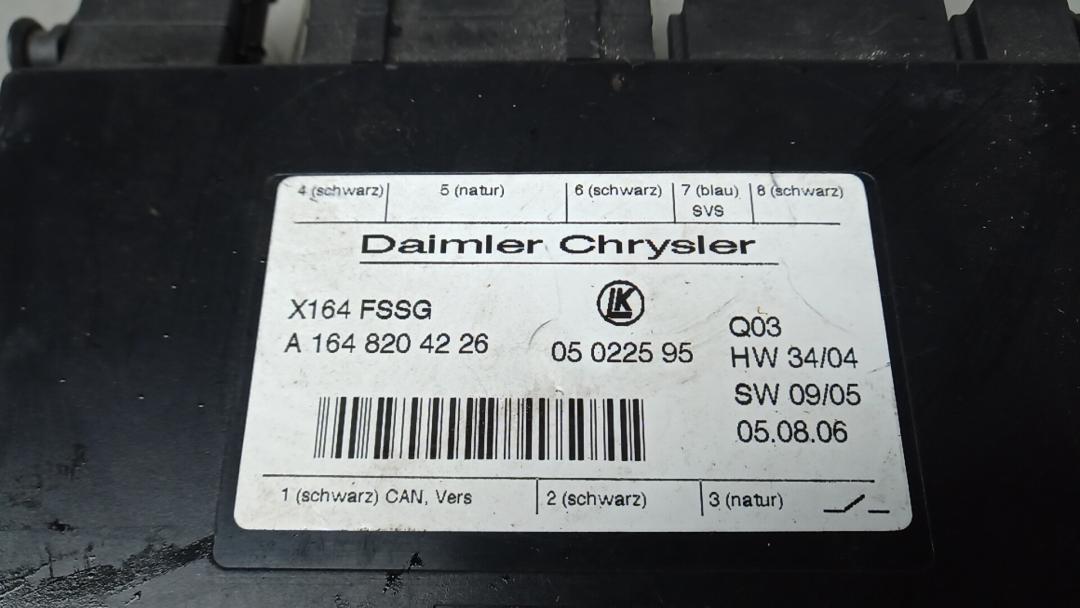 4 (schwarz) 5 (natur) 6 (schwarz) 7 (blau) 8 (schwarz)
SVS
Daimler Chrysler
X164 FSSG
A 164 820 42 26
LK
05 0225 95
Q03
HW 34/04
SW 09/05
05.08.06
1 (schwarz) CAN, Vers 2 (schwarz) 3 (natur)